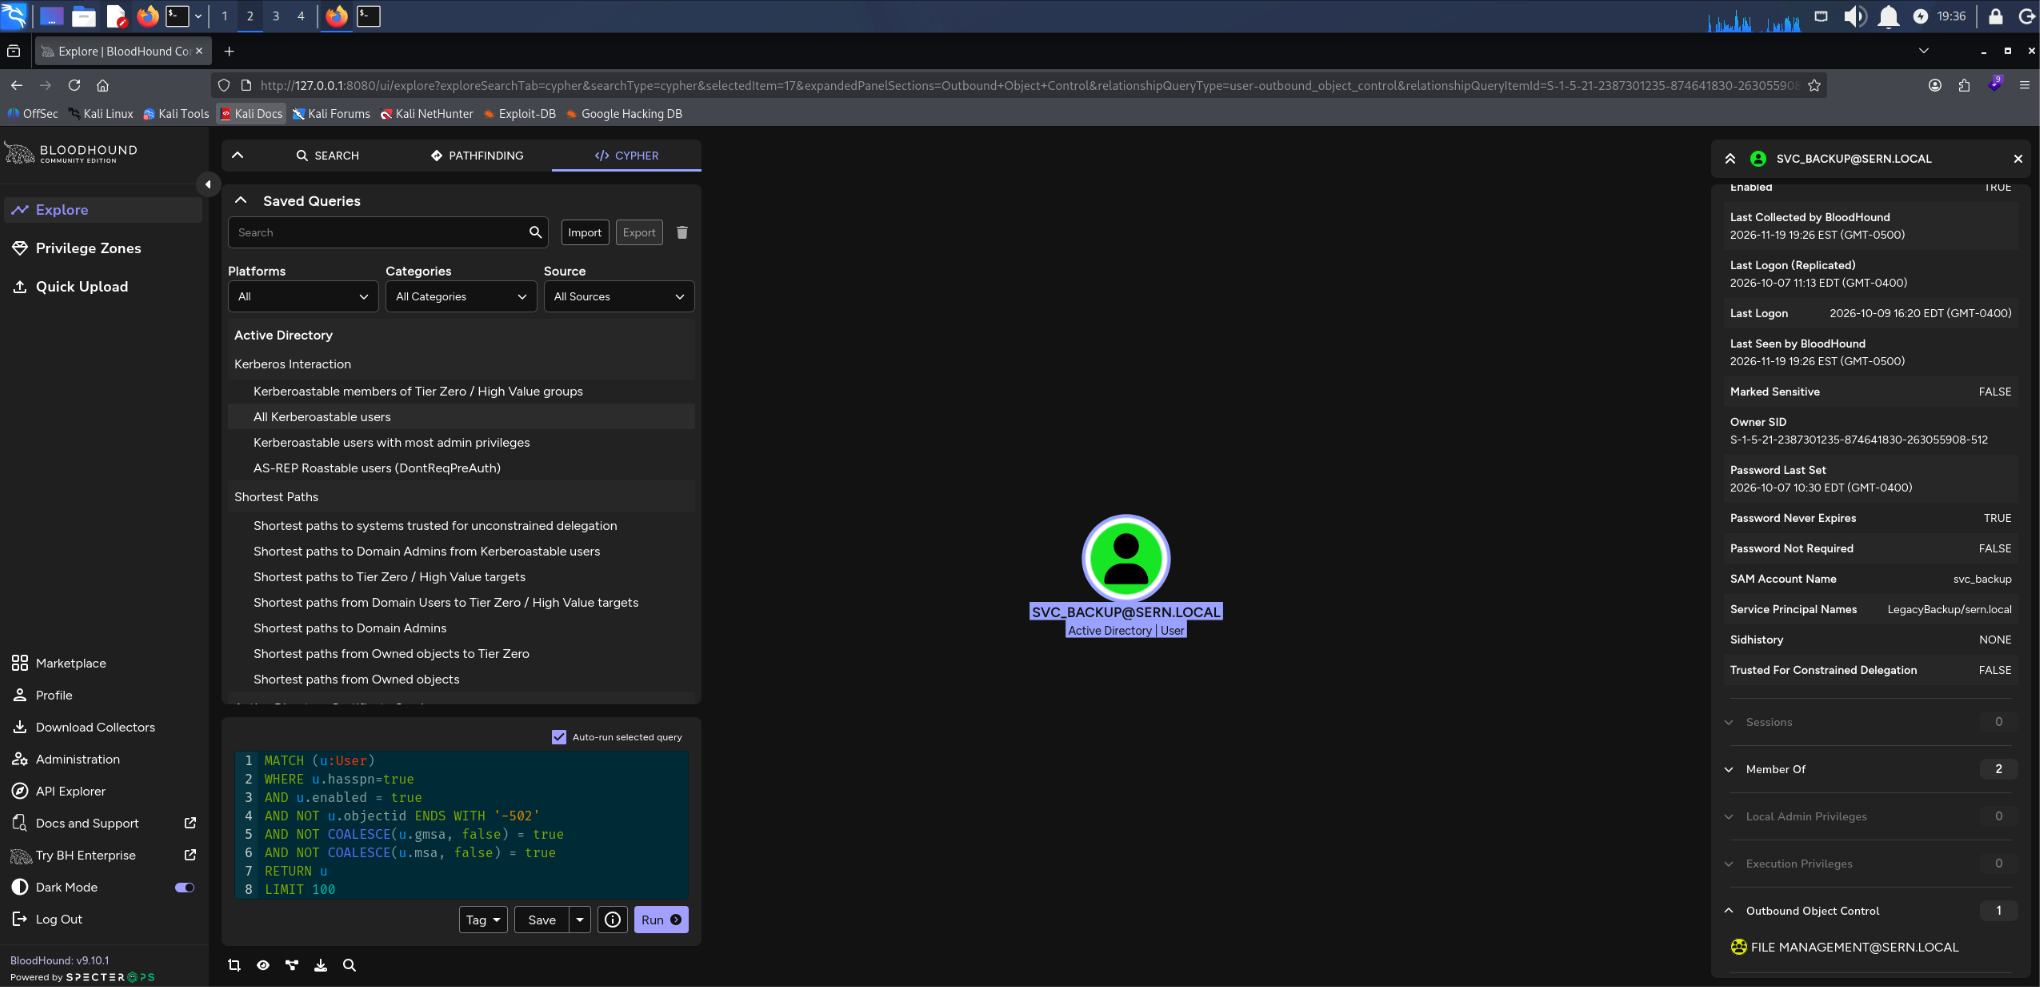 1 2 3 4
19:36
Explore | BloodHound Co
http://127.0.0.1:8080/ui/explore?exploreSearchTab=cypher&searchType=cypher&selectedItem=17&expandedPanelSections=Outbound+Object+Control&relationshipQueryType=user-outbound_object_control&relationshipQueryItemId=S-1-5-21-2387301235-874641830-263055908
9
OffSec Kali Linux Kali Tools Kali Docs Kali Forums Kali NetHunter Exploit-DB Google Hacking DB
BLOODHOUND
COMMUNITY EDITION
Explore
Privilege Zones
Quick Upload
Marketplace
Profile
Download Collectors
Administration
API Explorer
Docs and Support
Try BH Enterprise
Dark Mode
Log Out
BloodHound: v9.10.1
Powered by SPECTEROPS
SEARCH PATHFINDING </> CYPHER
Saved Queries
Search Import Export
Platforms Categories Source
All All Categories All Sources
Active Directory
Kerberos Interaction
Kerberoastable members of Tier Zero / High Value groups
All Kerberoastable users
Kerberoastable users with most admin privileges
AS-REP Roastable users (DontReqPreAuth)
Shortest Paths
Shortest paths to systems trusted for unconstrained delegation
Shortest paths to Domain Admins from Kerberoastable users
Shortest paths to Tier Zero / High Value targets
Shortest paths from Domain Users to Tier Zero / High Value targets
Shortest paths to Domain Admins
Shortest paths from Owned objects to Tier Zero
Shortest paths from Owned objects
Auto-run selected query
1 MATCH (u:User)
2 WHERE u.hasspn=true
3 AND u.enabled = true
4 AND NOT u.objectid ENDS WITH '-502'
5 AND NOT COALESCE(u.gmsa, false) = true
6 AND NOT COALESCE(u.msa, false) = true
7 RETURN u
8 LIMIT 100
Tag Save Run
SVC_BACKUP@SERN.LOCAL
Active Directory | User
SVC_BACKUP@SERN.LOCAL
Enabled TRUE
Last Collected by BloodHound
2026-11-19 19:26 EST (GMT-0500)
Last Logon (Replicated)
2026-10-07 11:13 EDT (GMT-0400)
Last Logon 2026-10-09 16:20 EDT (GMT-0400)
Last Seen by BloodHound
2026-11-19 19:26 EST (GMT-0500)
Marked Sensitive FALSE
Owner SID
S-1-5-21-2387301235-874641830-263055908-512
Password Last Set
2026-10-07 10:30 EDT (GMT-0400)
Password Never Expires TRUE
Password Not Required FALSE
SAM Account Name svc_backup
Service Principal Names LegacyBackup/sern.local
Sidhistory NONE
Trusted For Constrained Delegation FALSE
Sessions 0
Member Of 2
Local Admin Privileges 0
Execution Privileges 0
Outbound Object Control 1
FILE MANAGEMENT@SERN.LOCAL